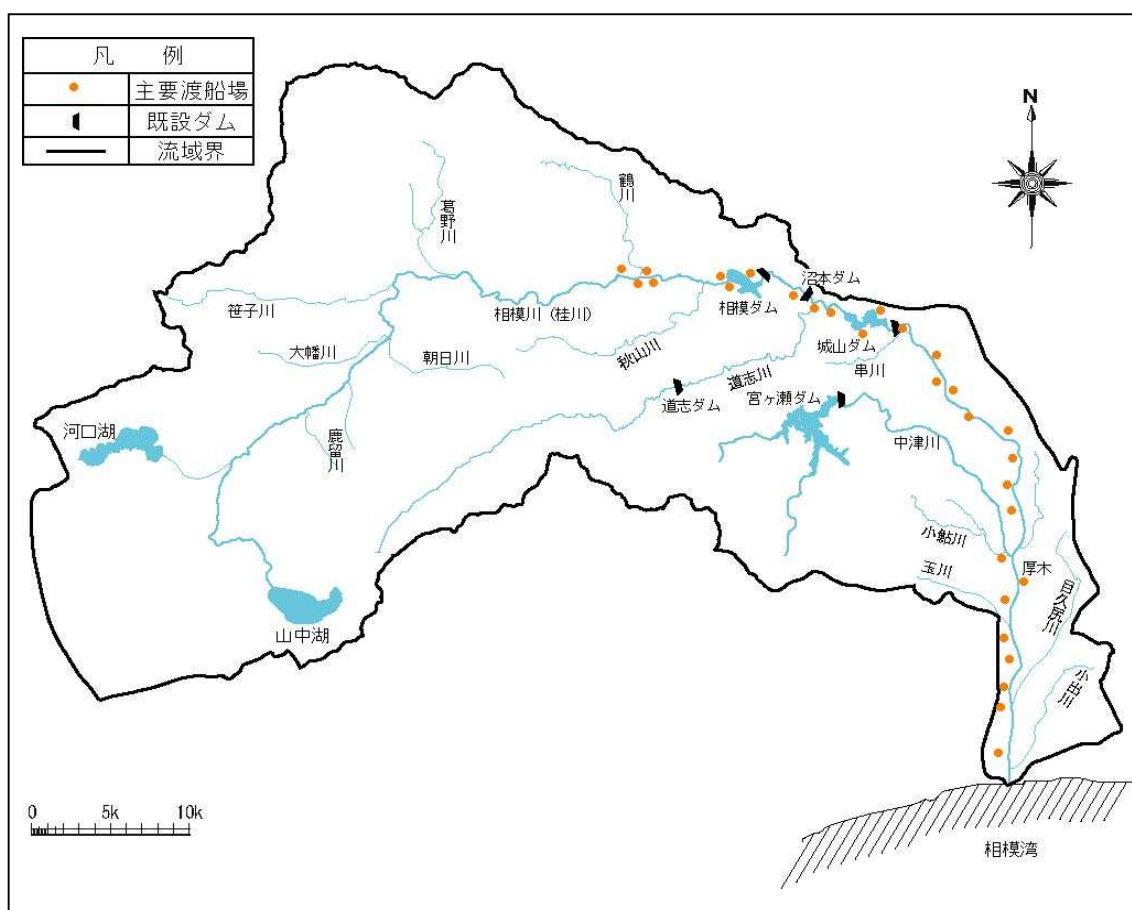 凡 例
主要渡船場
既設ダム
流域界
N
鶴川
葛野川
沼本ダム
笹子川
相模川(桂川)
相模ダム
大幡川
朝日川
秋山川
城山ダム
道志川
串川
道志ダム
宮ヶ瀬ダム
河口湖
鹿留川
中津川
小鮎川
玉川
厚木
目久尻川
山中湖
小出川
0 5k 10k
相模湾